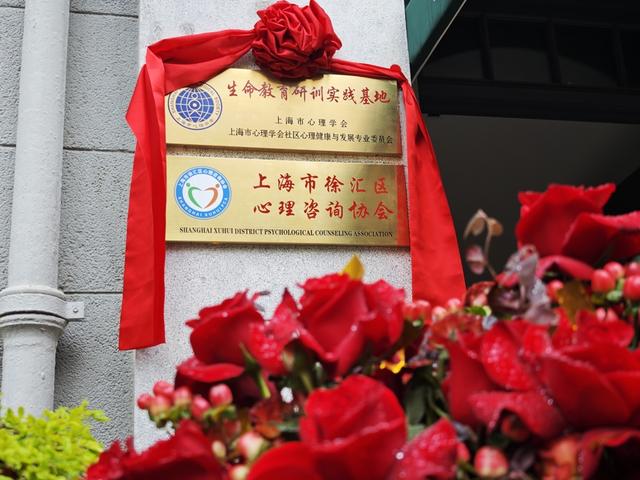 生命教育研训实践基地
上海市心理学会
上海市心理学会社区心理健康与发展专业委员会
上海市徐汇区
心理咨询协会
SHANGHAI XUHUI DISTRICT PSYCHOLOGICAL COUNSELING ASSOCIATION